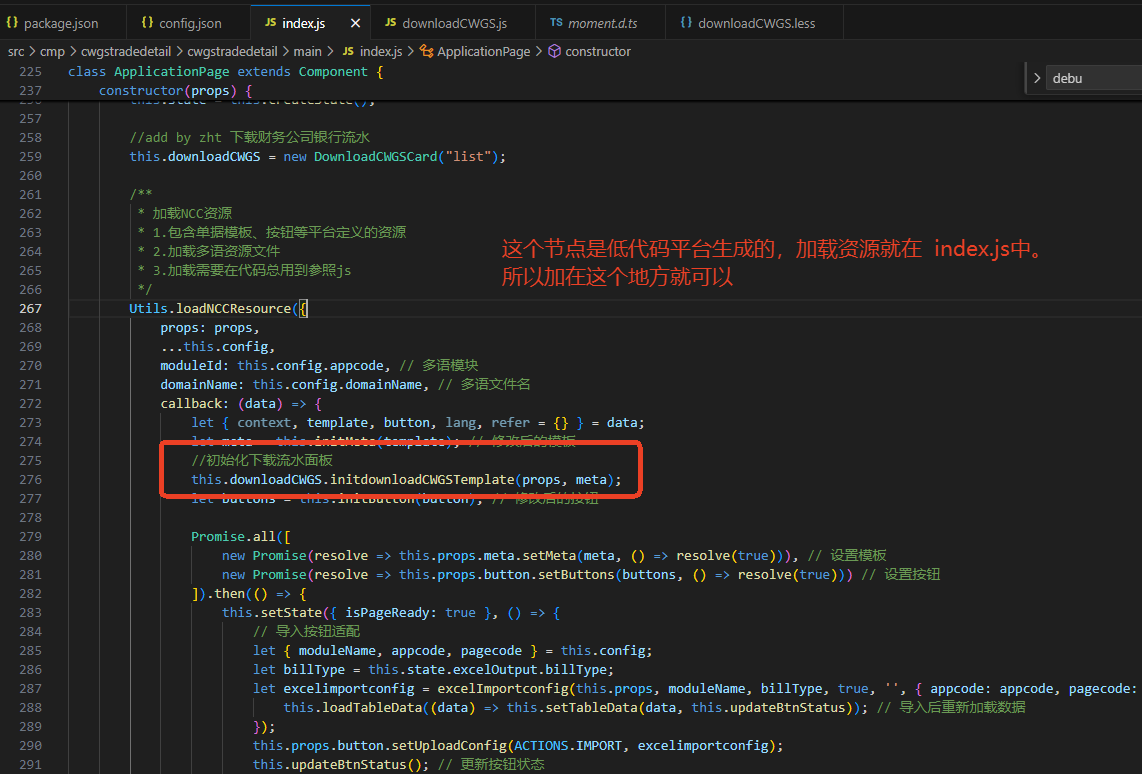 {} package.json
{} config.json
JS index.js ×
JS downloadCWGS.js
TS moment.d.ts
{} downloadCWGS.less
src > cmp > cwgstradedetail > cwgstradedetail > main > JS index.js > ApplicationPage > constructor
> debu
225 class ApplicationPage extends Component {
237 constructor(props) {
256 this.state = this.createState();
257
258 //add by zht 下载财务公司银行流水
259 this.downloadCWGS = new DownloadCWGSCard("list");
260
261 /**
262 * 加载NCC资源
263 * 1.包含单据模板、按钮等平台定义的资源
264 * 2.加载多语资源文件
265 * 3.加载需要在代码总用到参照js
266 */
这个节点是低代码平台生成的，加载资源就在 index.js中。
所以加在这个地方就可以
267 Utils.loadNCCResource({
268 props: props,
269 ...this.config,
270 moduleId: this.config.appcode, // 多语模块
271 domainName: this.config.domainName, // 多语文件名
272 callback: (data) => {
273 let { context, template, button, lang, refer = {} } = data;
274 let meta = this.initMeta(template); // 修改后的模板
275 //初始化下载流水面板
276 this.downloadCWGS.initdownloadCWGSTemplate(props, meta);
277 let buttons = this.initButton(button); // 修改后的按钮
278
279 Promise.all([
280 new Promise(resolve => this.props.meta.setMeta(meta, () => resolve(true))), // 设置模板
281 new Promise(resolve => this.props.button.setButtons(buttons, () => resolve(true))) // 设置按钮
282 ]).then(() => {
283 this.setState({ isPageReady: true }, () => {
284 // 导入按钮适配
285 let { moduleName, appcode, pagecode } = this.config;
286 let billType = this.state.excelOutput.billType;
287 let excelimportconfig = excelImportconfig(this.props, moduleName, billType, true, '', { appcode: appcode, pagecode:
288 this.loadTableData((data) => this.setTableData(data, this.updateBtnStatus)); // 导入后重新加载数据
289 });
290 this.props.button.setUploadConfig(ACTIONS.IMPORT, excelimportconfig);
291 this.updateBtnStatus(); // 更新按钮状态